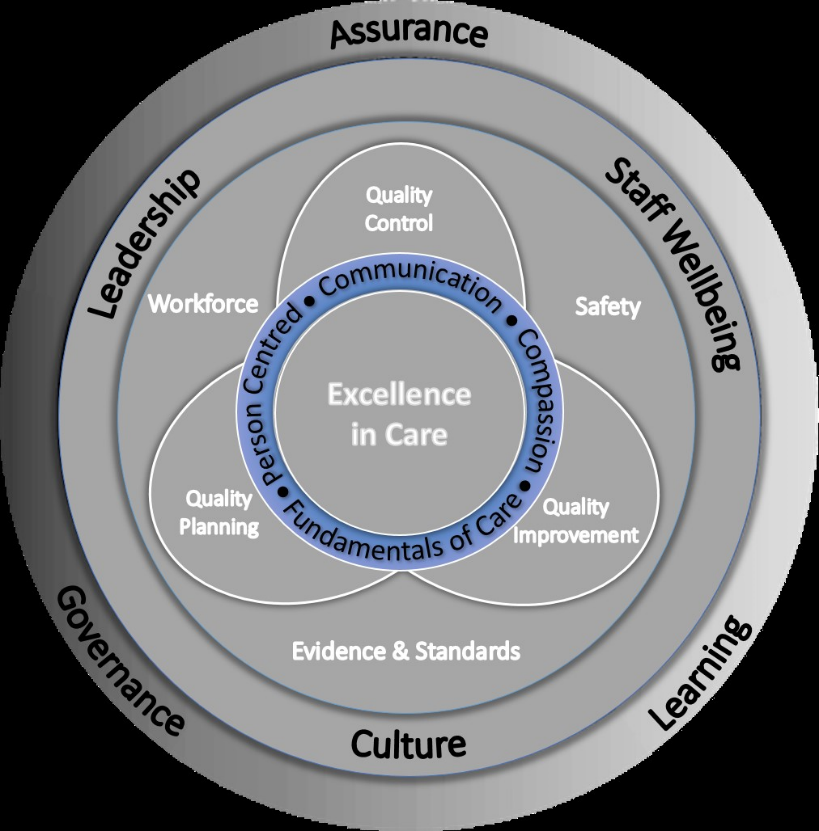 Assurance
Leadership
Staff Wellbeing
Quality
Control
Workforce
Safety
Person Centred • Communication • Compassion • Fundamentals of Care •
Excellence
in Care
Quality
Planning
Quality
Improvement
Evidence & Standards
Governance
Learning
Culture